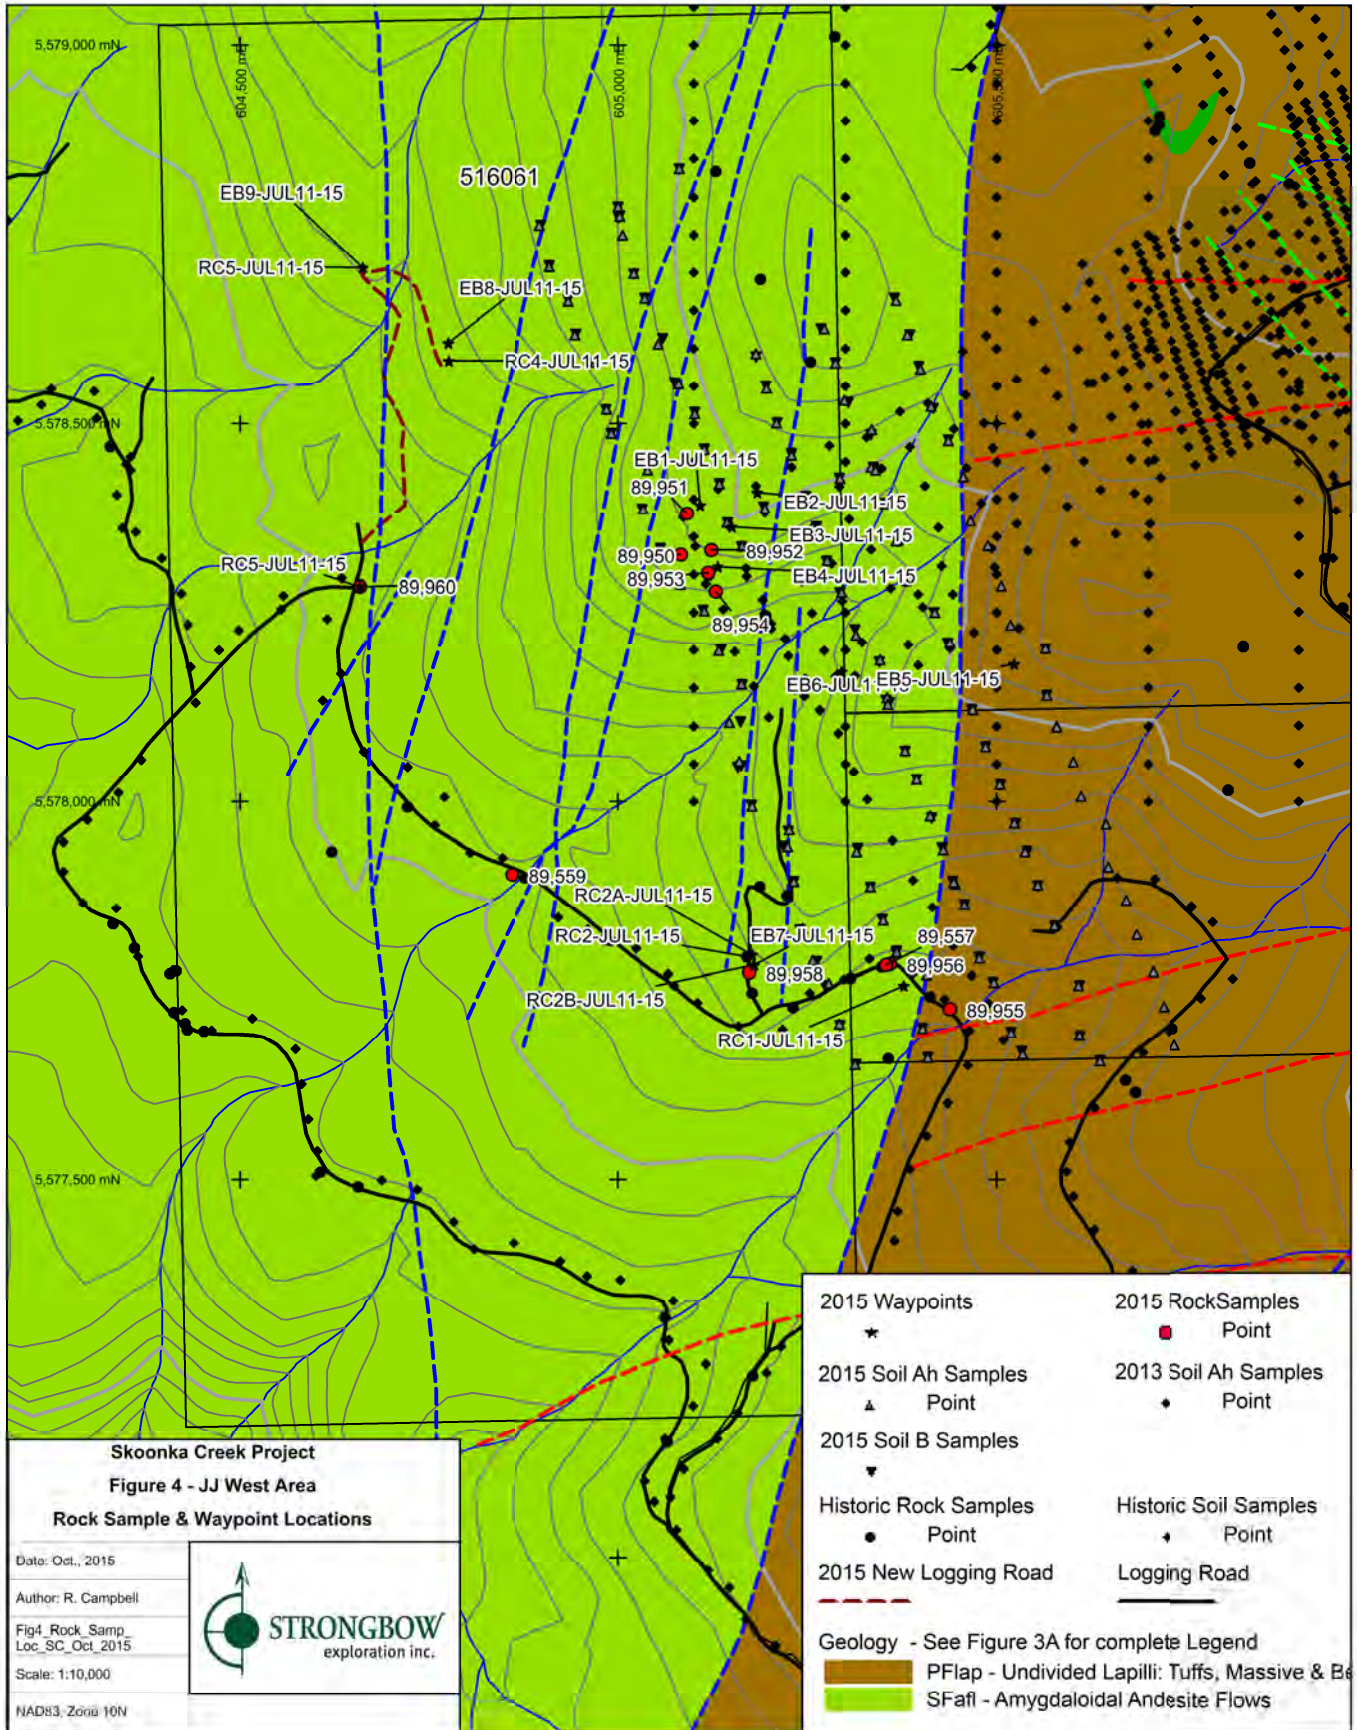 5,579,000 mN
604,500 mE
605,000 mE
516061
EB9-JUL11-15
RC5-JUL11-15
EB8-JUL11-15
RC4-JUL11-15
5,578,500 mN
EB1-JUL11-15
89,951
EB2-JUL11-15
EB3-JUL11-15
89,950
89,952
89,953
EB4-JUL11-15
RC5-JUL11-15
89,960
89,954
EB5-JUL11-15
5,578,000 mN
89,559
RC2A-JUL11-15
RC2-JUL11-15
EB7-JUL11-15
89,557
89,956
89,958
RC2B-JUL11-15
89,955
RC1-JUL11-15
5,577,500 mN
2015 Waypoints
2015 RockSamples
Point
2015 Soil Ah Samples
Point
2013 Soil Ah Samples
Point
2015 Soil B Samples
Historic Rock Samples
Point
Historic Soil Samples
Point
2015 New Logging Road
Logging Road
Geology - See Figure 3A for complete Legend
PFlap - Undivided Lapilli: Tuffs, Massive &
SFafl - Amygdaloidal Andesite Flows
Skoonka Creek Project
Figure 4 - JJ West Area
Rock Sample & Waypoint Locations
Date: Oct., 2015
Author: R. Campbell
Fig4_Rock_Samp_
Loc_SC_Oct_2015
Scale: 1:10,000
NAD83, Zone 10N
STRONGBOW
exploration inc.